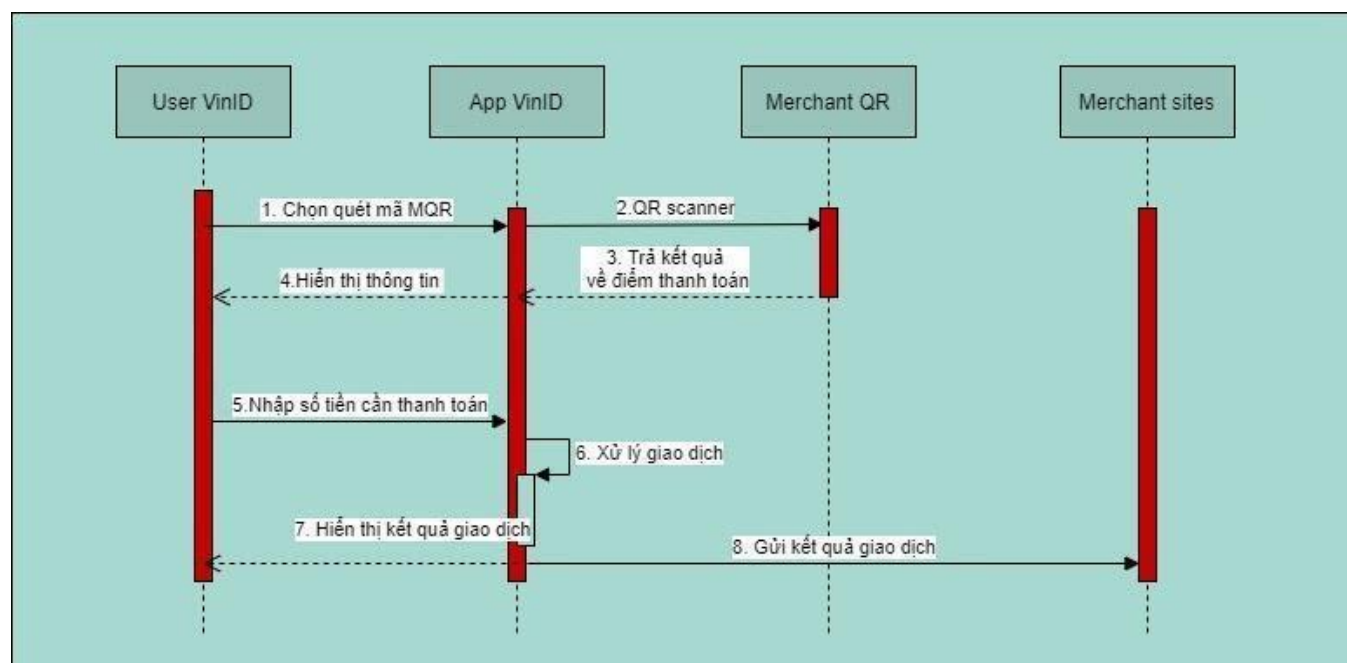 User VinID
App VinID
Merchant QR
Merchant sites
1. Chọn quét mã MQR
2.QR scanner
3. Trả kết quả
về điểm thanh toán
4.Hiển thị thông tin
5.Nhập số tiền cần thanh toán
6. Xử lý giao dịch
7. Hiển thị kết quả giao dịch
8. Gửi kết quả giao dịch